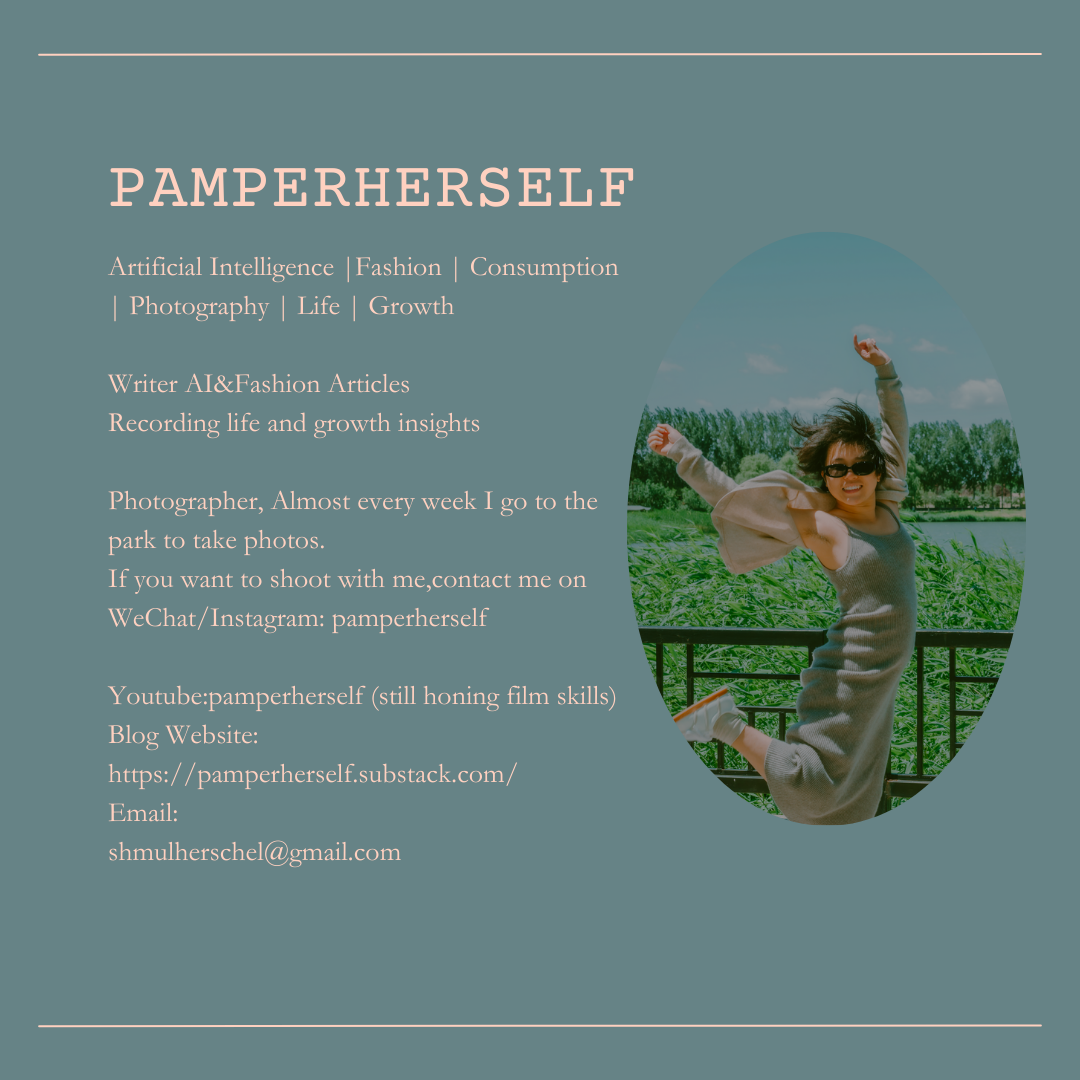 PAMPERHERSELF
Artificial Intelligence |Fashion | Consumption
| Photography | Life | Growth
Writer AI&Fashion Articles
Recording life and growth insights
Photographer, Almost every week I go to the
park to take photos.
If you want to shoot with me,contact me on
WeChat/Instagram: pamperherself
Youtube:pamperherself (still honing film skills)
Blog Website:
https://pamperherself.substack.com/
Email:
shmulherschel@gmail.com